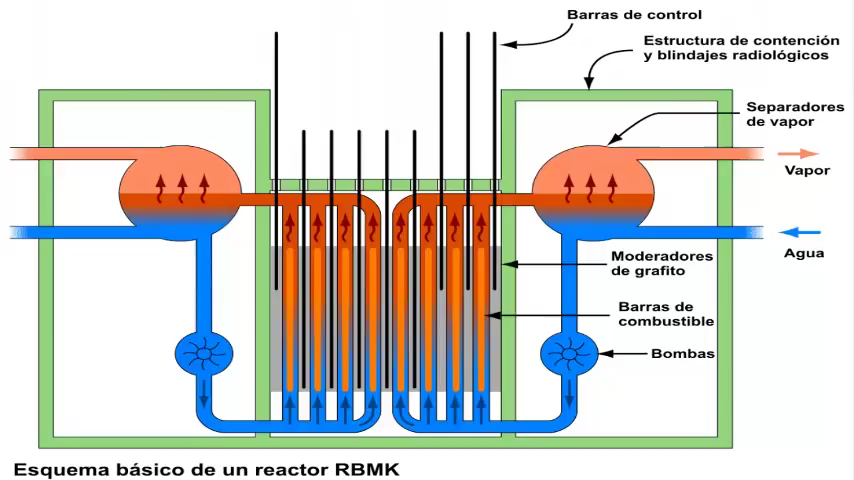 Barras de control
Estructura de contención
y blindajes radiológicos
Separadores
de vapor
Vapor
Agua
Moderadores
de grafito
Barras de
combustible
Bombas
Esquema básico de un reactor RBMK